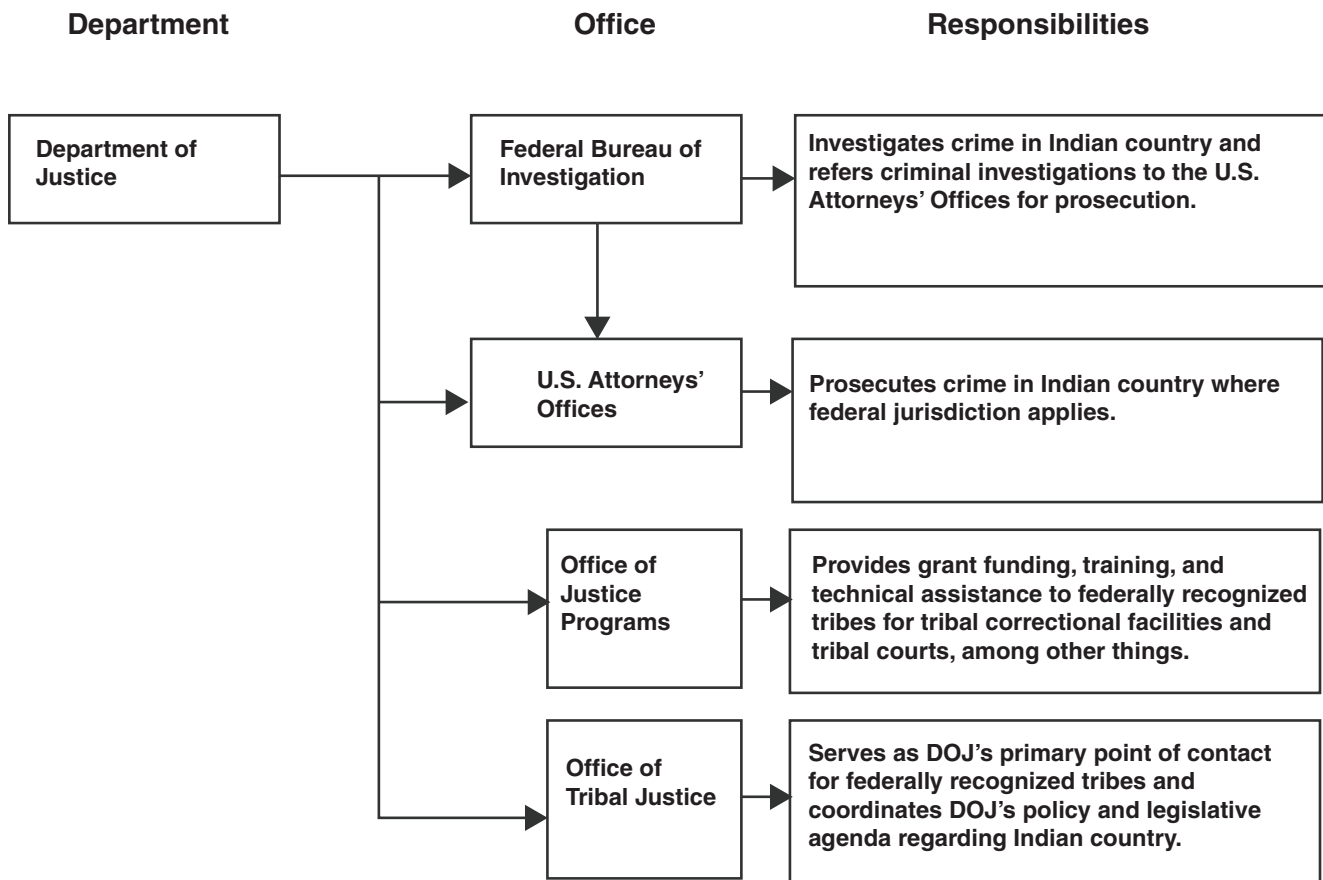 Department
Office
Responsibilities
Department of
Justice
Federal Bureau of
Investigation
Investigates crime in Indian country and
refers criminal investigations to the U.S.
Attorneys’ Offices for prosecution.
U.S. Attorneys’
Offices
Prosecutes crime in Indian country where
federal jurisdiction applies.
Office of
Justice
Programs
Provides grant funding, training, and
technical assistance to federally recognized
tribes for tribal correctional facilities and
tribal courts, among other things.
Office of
Tribal Justice
Serves as DOJ’s primary point of contact
for federally recognized tribes and
coordinates DOJ’s policy and legislative
agenda regarding Indian country.